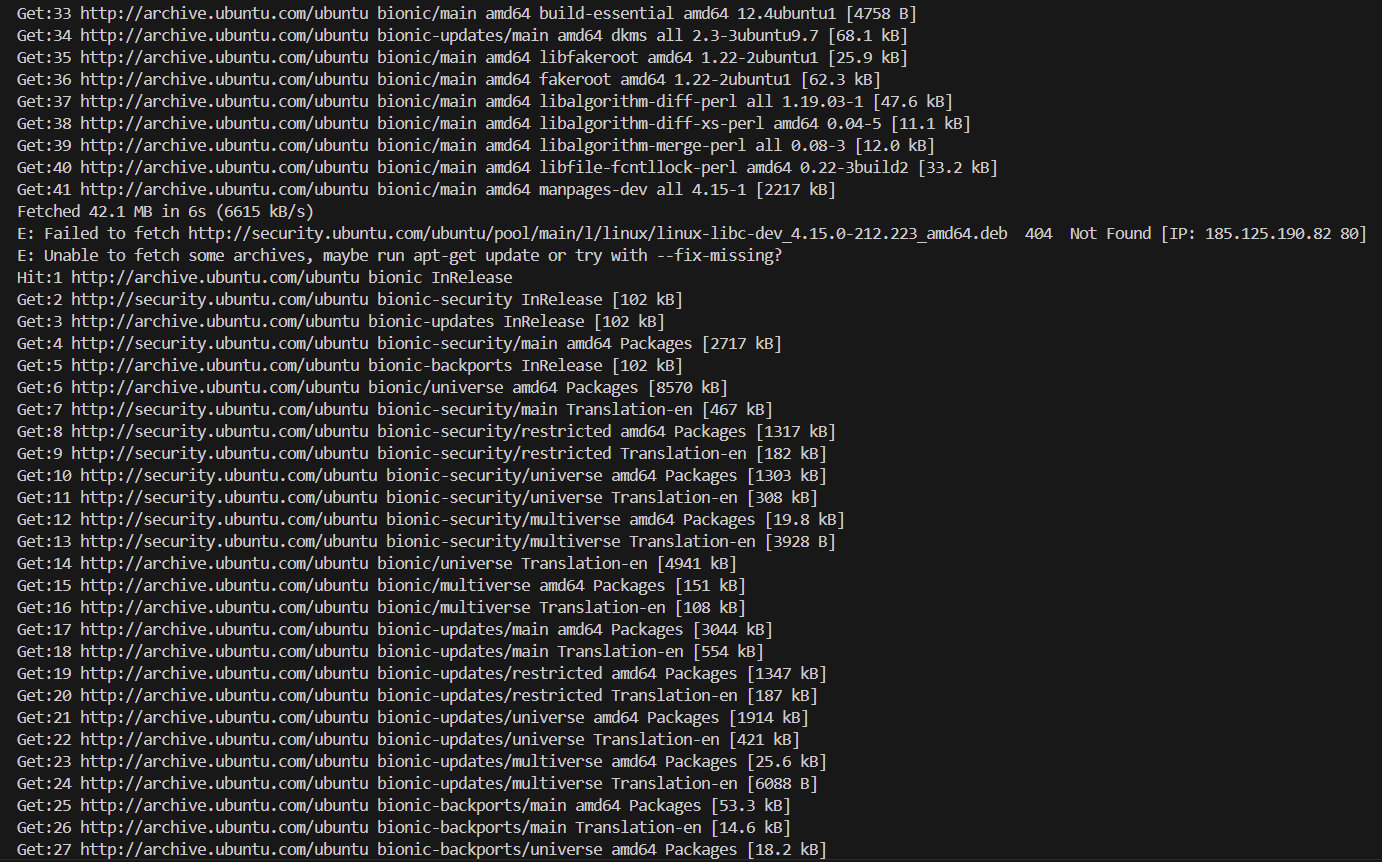 Get:33 http://archive.ubuntu.com/ubuntu bionic/main amd64 build-essential amd64 12.4ubuntu1 [4758 B]
Get:34 http://archive.ubuntu.com/ubuntu bionic-updates/main amd64 dkms all 2.3-3ubuntu9.7 [68.1 kB]
Get:35 http://archive.ubuntu.com/ubuntu bionic/main amd64 libfakeroot amd64 1.22-2ubuntu1 [25.9 kB]
Get:36 http://archive.ubuntu.com/ubuntu bionic/main amd64 fakeroot amd64 1.22-2ubuntu1 [62.3 kB]
Get:37 http://archive.ubuntu.com/ubuntu bionic/main amd64 libalgorithm-diff-perl all 1.19.03-1 [47.6 kB]
Get:38 http://archive.ubuntu.com/ubuntu bionic/main amd64 libalgorithm-diff-xs-perl amd64 0.04-5 [11.1 kB]
Get:39 http://archive.ubuntu.com/ubuntu bionic/main amd64 libalgorithm-merge-perl all 0.08-3 [12.0 kB]
Get:40 http://archive.ubuntu.com/ubuntu bionic/main amd64 libfile-fcntllock-perl amd64 0.22-3build2 [33.2 kB]
Get:41 http://archive.ubuntu.com/ubuntu bionic/main amd64 manpages-dev all 4.15-1 [2217 kB]
Fetched 42.1 MB in 6s (6615 kB/s)
E: Failed to fetch http://security.ubuntu.com/ubuntu/pool/main/l/linux/linux-libc-dev_4.15.0-212.223_amd64.deb  404  Not Found [IP: 185.125.190.82 80]
E: Unable to fetch some archives, maybe run apt-get update or try with --fix-missing?
Hit:1 http://archive.ubuntu.com/ubuntu bionic InRelease
Get:2 http://security.ubuntu.com/ubuntu bionic-security InRelease [102 kB]
Get:3 http://archive.ubuntu.com/ubuntu bionic-updates InRelease [102 kB]
Get:4 http://security.ubuntu.com/ubuntu bionic-security/main amd64 Packages [2717 kB]
Get:5 http://archive.ubuntu.com/ubuntu bionic-backports InRelease [102 kB]
Get:6 http://archive.ubuntu.com/ubuntu bionic/universe amd64 Packages [8570 kB]
Get:7 http://security.ubuntu.com/ubuntu bionic-security/main Translation-en [467 kB]
Get:8 http://security.ubuntu.com/ubuntu bionic-security/restricted amd64 Packages [1317 kB]
Get:9 http://security.ubuntu.com/ubuntu bionic-security/restricted Translation-en [182 kB]
Get:10 http://security.ubuntu.com/ubuntu bionic-security/universe amd64 Packages [1303 kB]
Get:11 http://security.ubuntu.com/ubuntu bionic-security/universe Translation-en [308 kB]
Get:12 http://security.ubuntu.com/ubuntu bionic-security/multiverse amd64 Packages [19.8 kB]
Get:13 http://security.ubuntu.com/ubuntu bionic-security/multiverse Translation-en [3928 B]
Get:14 http://archive.ubuntu.com/ubuntu bionic/universe Translation-en [4941 kB]
Get:15 http://archive.ubuntu.com/ubuntu bionic/multiverse amd64 Packages [151 kB]
Get:16 http://archive.ubuntu.com/ubuntu bionic/multiverse Translation-en [108 kB]
Get:17 http://archive.ubuntu.com/ubuntu bionic-updates/main amd64 Packages [3044 kB]
Get:18 http://archive.ubuntu.com/ubuntu bionic-updates/main Translation-en [554 kB]
Get:19 http://archive.ubuntu.com/ubuntu bionic-updates/restricted amd64 Packages [1347 kB]
Get:20 http://archive.ubuntu.com/ubuntu bionic-updates/restricted Translation-en [187 kB]
Get:21 http://archive.ubuntu.com/ubuntu bionic-updates/universe amd64 Packages [1914 kB]
Get:22 http://archive.ubuntu.com/ubuntu bionic-updates/universe Translation-en [421 kB]
Get:23 http://archive.ubuntu.com/ubuntu bionic-updates/multiverse amd64 Packages [25.6 kB]
Get:24 http://archive.ubuntu.com/ubuntu bionic-updates/multiverse Translation-en [6088 B]
Get:25 http://archive.ubuntu.com/ubuntu bionic-backports/main amd64 Packages [53.3 kB]
Get:26 http://archive.ubuntu.com/ubuntu bionic-backports/main Translation-en [14.6 kB]
Get:27 http://archive.ubuntu.com/ubuntu bionic-backports/universe amd64 Packages [18.2 kB]